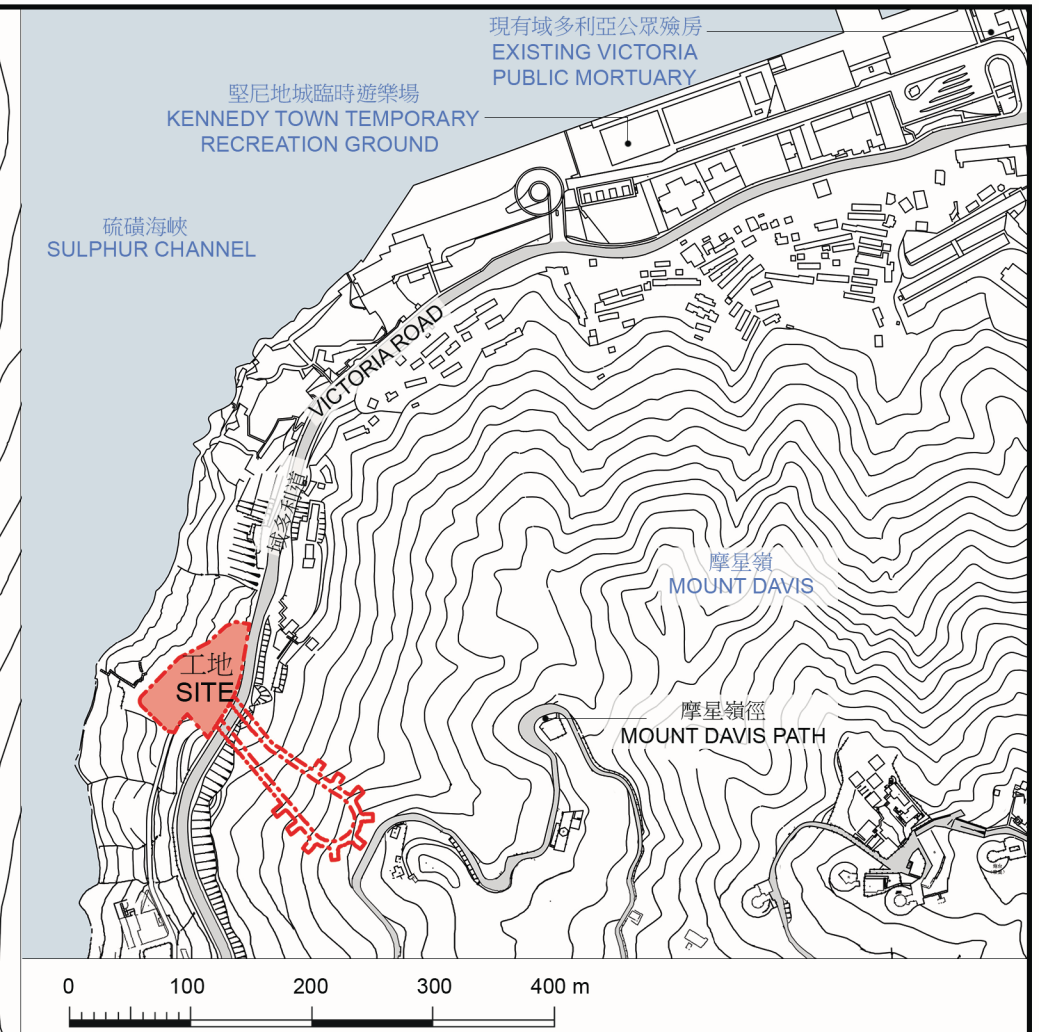 現有域多利亞公眾殮房
EXISTING VICTORIA
PUBLIC MORTUARY
堅尼地城臨時遊樂場
KENNEDY TOWN TEMPORARY
RECREATION GROUND
硫磺海峽
SULPHUR CHANNEL
VICTORIA ROAD
域多利道
摩星嶺
MOUNT DAVIS
工地
SITE
摩星嶺徑
MOUNT DAVIS PATH
0 100 200 300 400 m